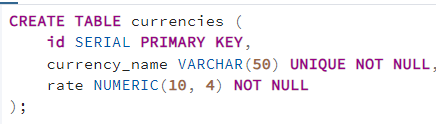 CREATE TABLE currencies (
    id SERIAL PRIMARY KEY,
    currency_name VARCHAR(50) UNIQUE NOT NULL,
    rate NUMERIC(10, 4) NOT NULL
);